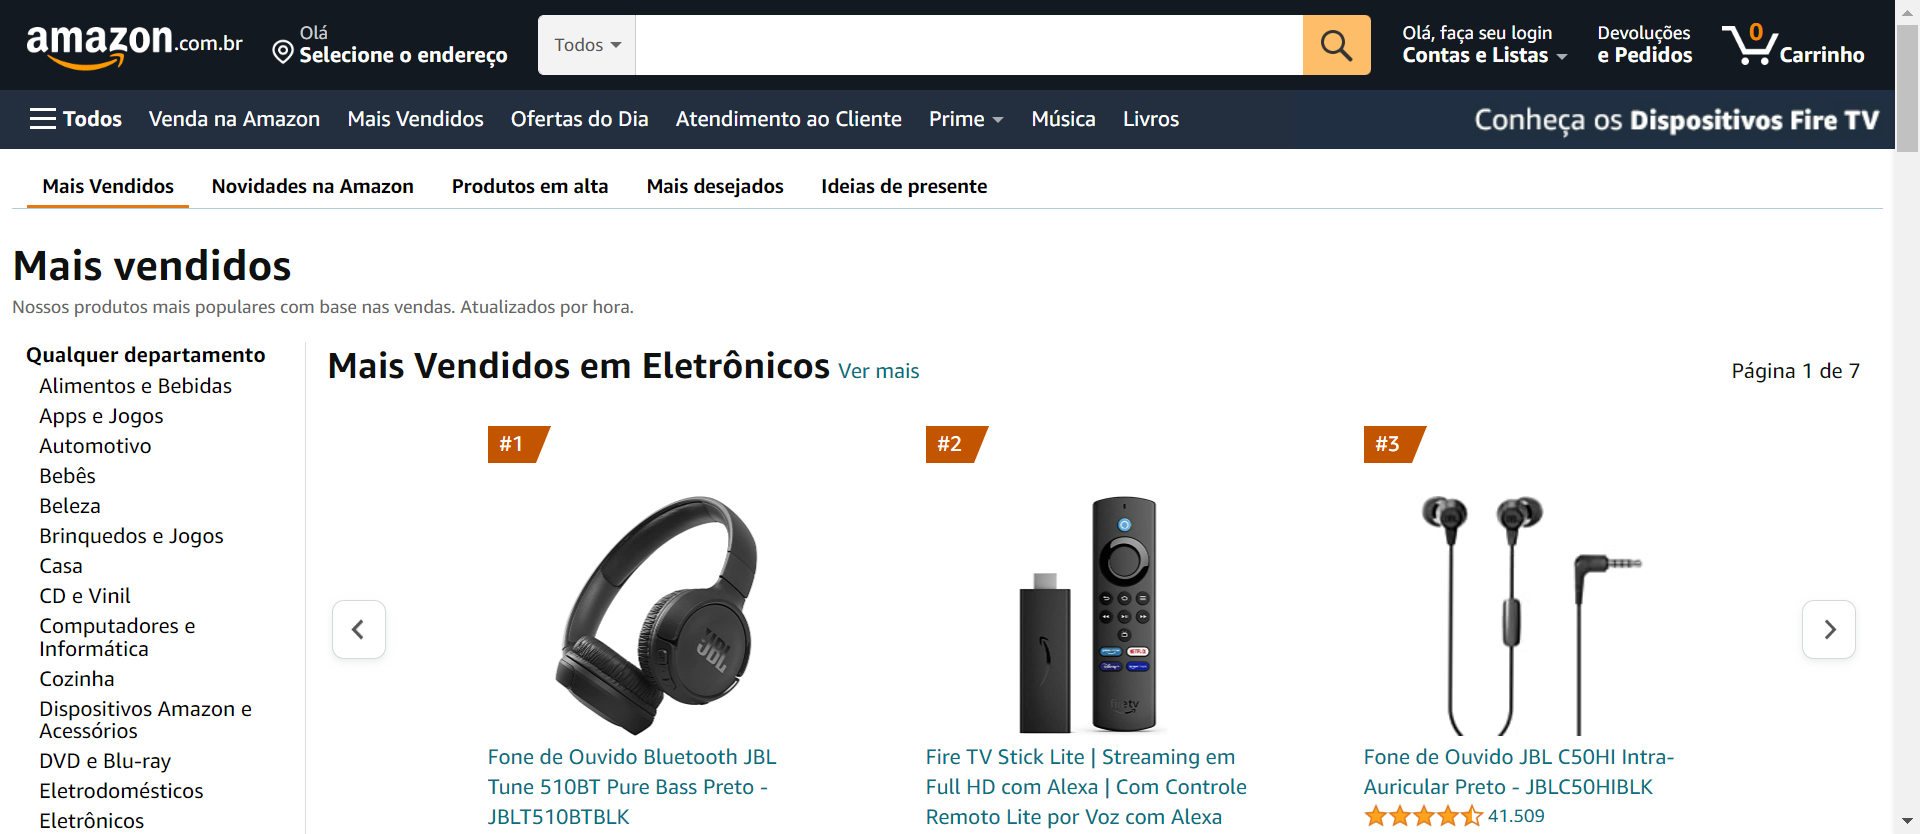 amazon.com.br
Olá
Selecione o endereço
Todos
Olá, faça seu login
Contas e Listas
Devoluções
e Pedidos
0
Carrinho
Todos
Venda na Amazon
Mais Vendidos
Ofertas do Dia
Atendimento ao Cliente
Prime
Música
Livros
Conheça os Dispositivos Fire TV
Mais Vendidos
Novidades na Amazon
Produtos em alta
Mais desejados
Ideias de presente
Mais vendidos
Nossos produtos mais populares com base nas vendas. Atualizados por hora.
Qualquer departamento
Alimentos e Bebidas
Apps e Jogos
Automotivo
Bebês
Beleza
Brinquedos e Jogos
Casa
CD e Vinil
Computadores e
Informática
Cozinha
Dispositivos Amazon e
Acessórios
DVD e Blu-ray
Eletrodomésticos
Eletrônicos
Mais Vendidos em Eletrônicos Ver mais
Página 1 de 7
#1
JBL
Fone de Ouvido Bluetooth JBL
Tune 510BT Pure Bass Preto -
JBLT510BTBLK
#2
NETFLIX
fire tv
Fire TV Stick Lite | Streaming em
Full HD com Alexa | Com Controle
Remoto Lite por Voz com Alexa
#3
Fone de Ouvido JBL C50HI Intra-
Auricular Preto - JBLC50HIBLK
41.509